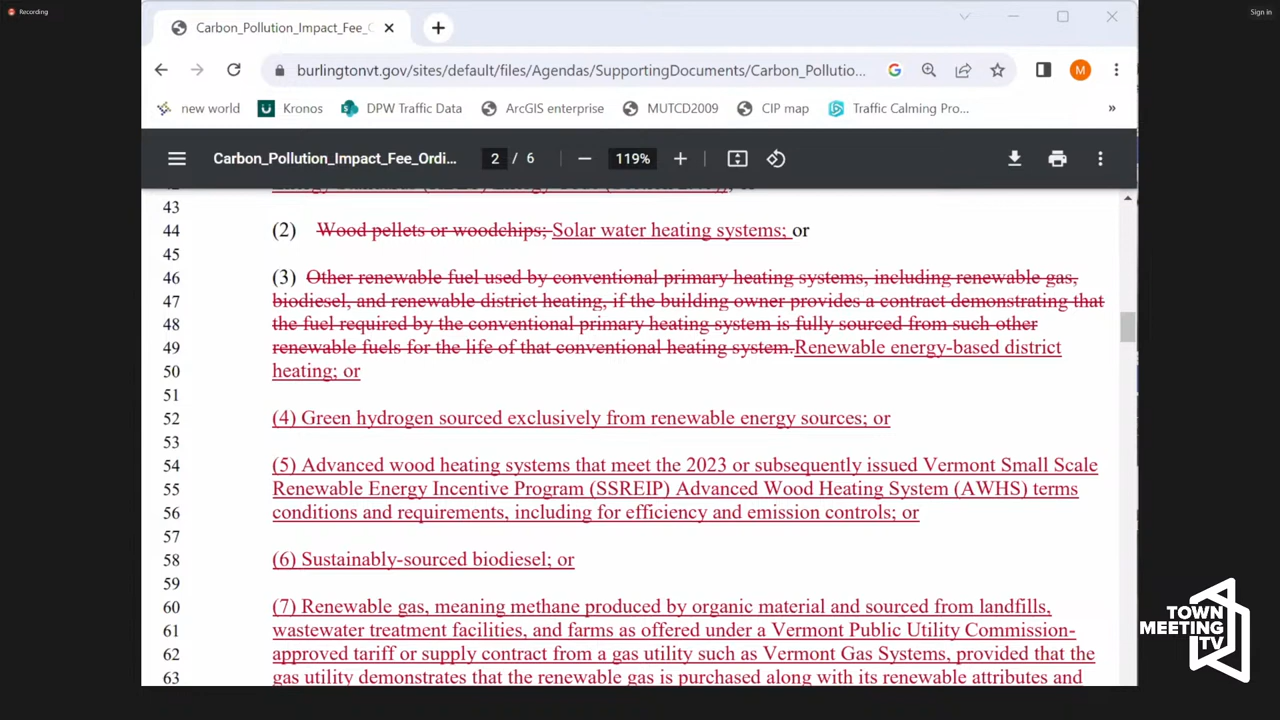 Recording
Sign in
Carbon_Pollution_Impact_Fee_C
burlingtonvt.gov/sites/default/files/Agendas/SupportingDocuments/Carbon_Pollutio...
G
M
new world Kronos DPW Traffic Data ArcGIS enterprise MUTCD2009 CIP map Traffic Calming Pro... »
Carbon_Pollution_Impact_Fee_Ordi... 2 / 6 119%
43
44 (2) Wood pellets or woodchips; Solar water heating systems; or
45
46 (3) Other renewable fuel used by conventional primary heating systems, including renewable gas,
47 biodiesel, and renewable district heating, if the building owner provides a contract demonstrating that
48 the fuel required by the conventional primary heating system is fully sourced from such other
49 renewable fuels for the life of that conventional heating system.Renewable energy-based district
50 heating; or
51
52 (4) Green hydrogen sourced exclusively from renewable energy sources; or
53
54 (5) Advanced wood heating systems that meet the 2023 or subsequently issued Vermont Small Scale
55 Renewable Energy Incentive Program (SSREIP) Advanced Wood Heating System (AWHS) terms
56 conditions and requirements, including for efficiency and emission controls; or
57
58 (6) Sustainably-sourced biodiesel; or
59
60 (7) Renewable gas, meaning methane produced by organic material and sourced from landfills,
61 wastewater treatment facilities, and farms as offered under a Vermont Public Utility Commission-
62 approved tariff or supply contract from a gas utility such as Vermont Gas Systems, provided that the
63 gas utility demonstrates that the renewable gas is purchased along with its renewable attributes and
TOWN
MEETING
TV